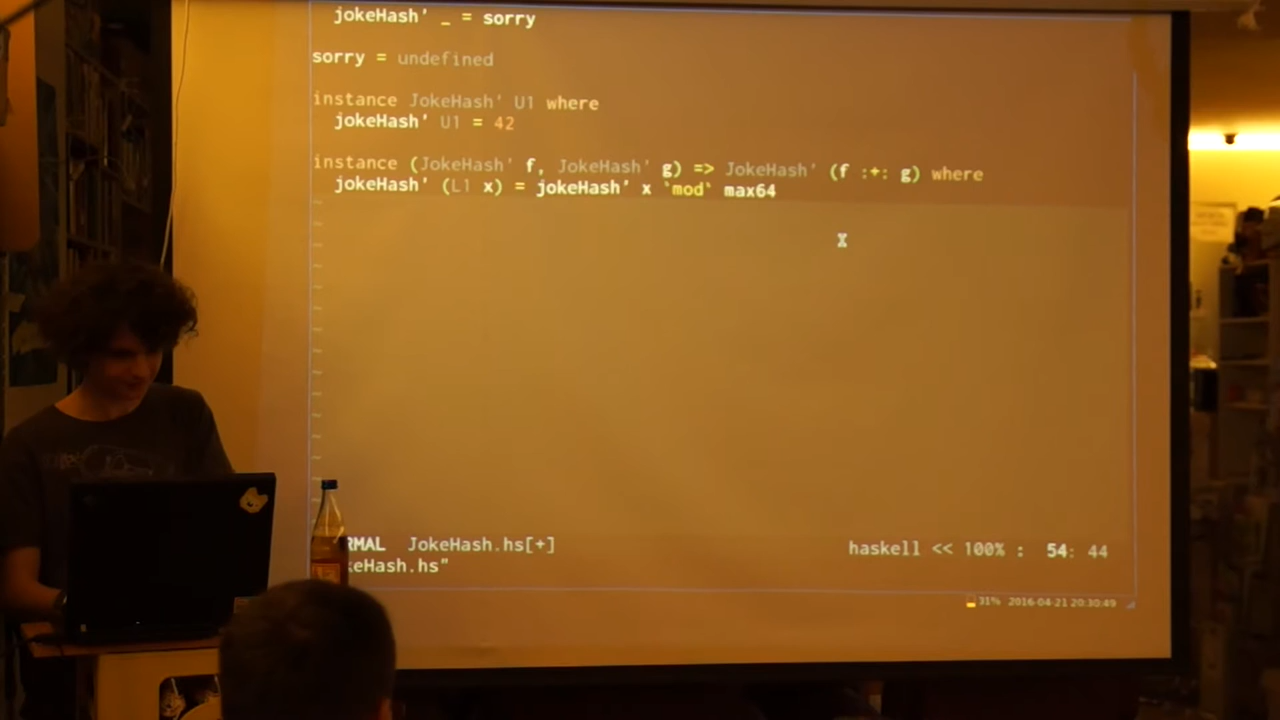 jokeHash' _ = sorry
sorry = undefined
instance JokeHash' U1 where
jokeHash' U1 = 42
instance (JokeHash' f, JokeHash' g) => JokeHash' (f :+: g) where
jokeHash' (L1 x) = jokeHash' x `mod` max64
RMAL JokeHash.hs[+] haskell << 100% : 54: 44
keHash.hs"
31% 2016-04-21 20:30:49